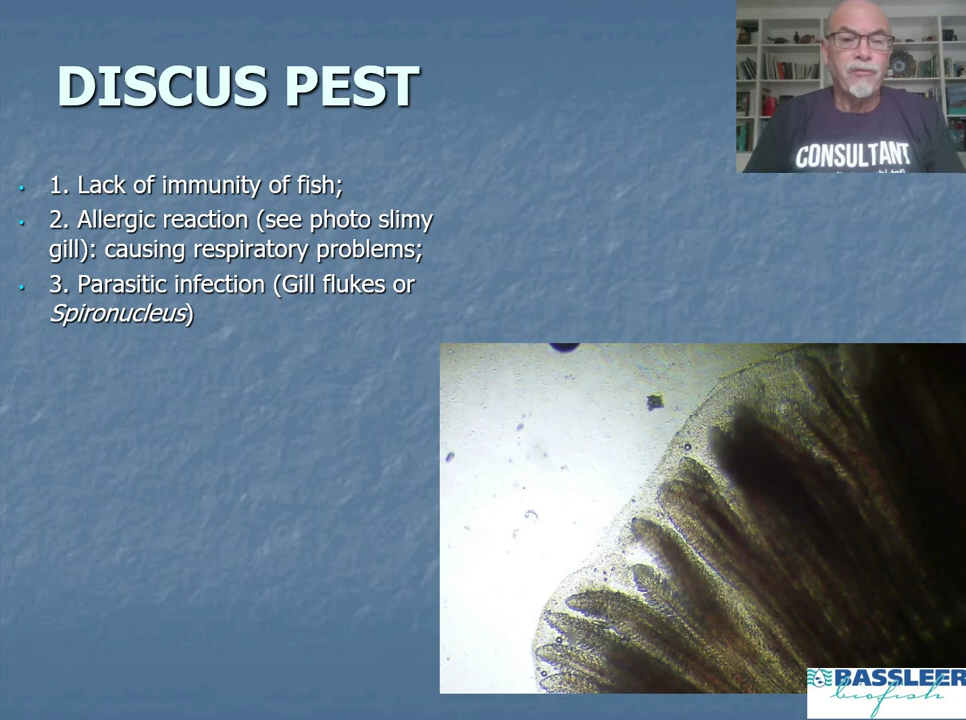 DISCUS PEST
• 1. Lack of immunity of fish;
• 2. Allergic reaction (see photo slimy
gill): causing respiratory problems;
• 3. Parasitic infection (Gill flukes or
Spironucleus)
CONSULTANT
BASSLEER
biofish